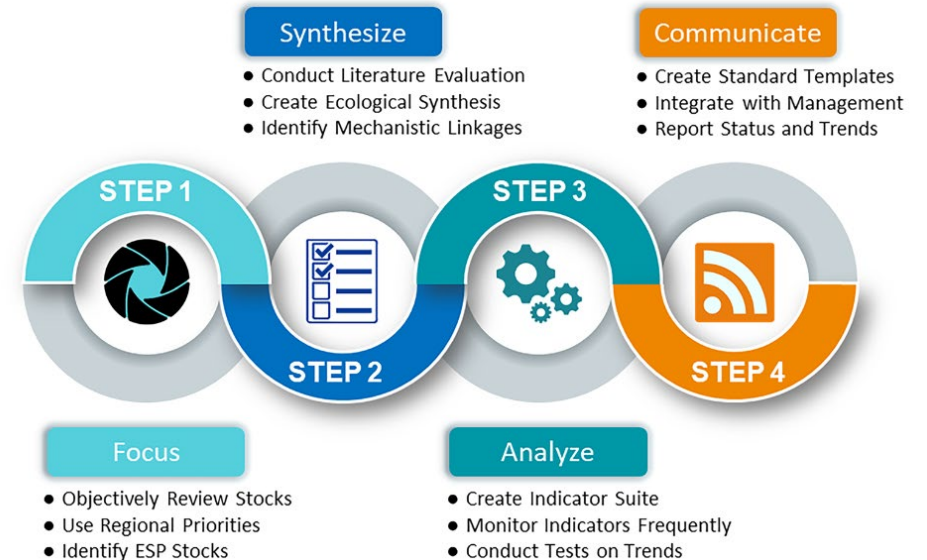 Synthesize
● Conduct Literature Evaluation
● Create Ecological Synthesis
● Identify Mechanistic Linkages
Communicate
● Create Standard Templates
● Integrate with Management
● Report Status and Trends
STEP 1
STEP 2
STEP 3
STEP 4
Focus
● Objectively Review Stocks
● Use Regional Priorities
● Identify ESP Stocks
Analyze
● Create Indicator Suite
● Monitor Indicators Frequently
● Conduct Tests on Trends